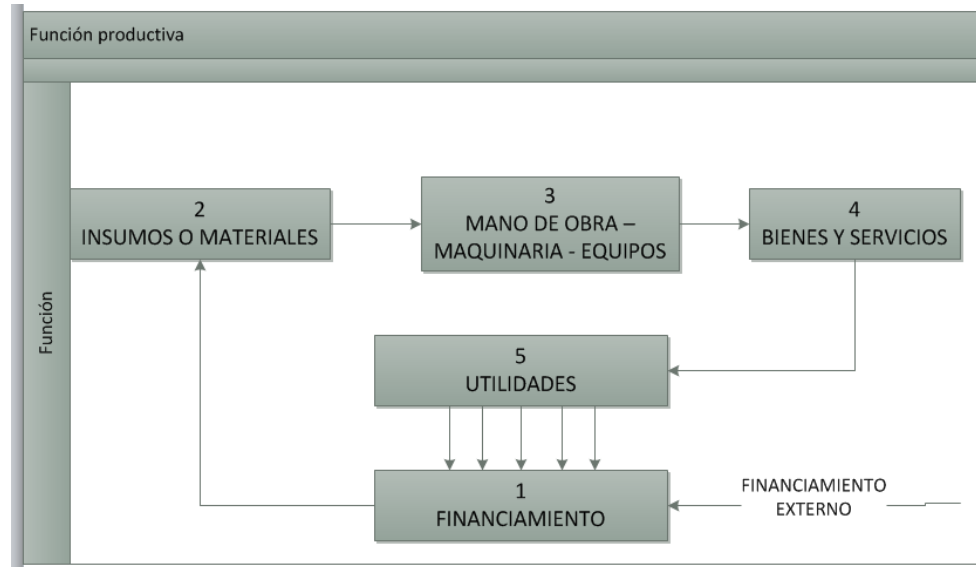 Función productiva
Función
2
INSUMOS O MATERIALES
3
MANO DE OBRA –
MAQUINARIA - EQUIPOS
4
BIENES Y SERVICIOS
5
UTILIDADES
1
FINANCIAMIENTO
FINANCIAMIENTO
EXTERNO